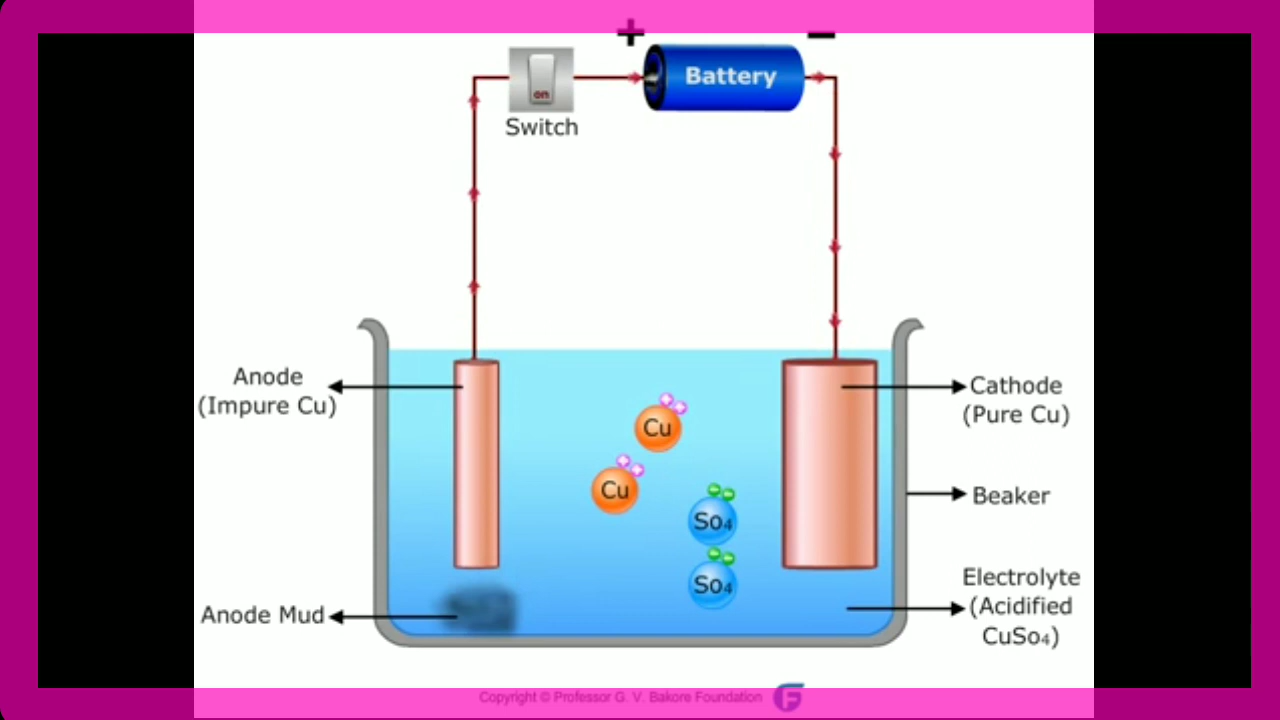 + −
Battery
on
Switch
Anode
(Impure Cu)
Cathode
(Pure Cu)
Cu
Cu
Beaker
So₄
So₄
Electrolyte
(Acidified
CuSo₄)
Anode Mud
Copyright © Professor G. V. Bakore Foundation